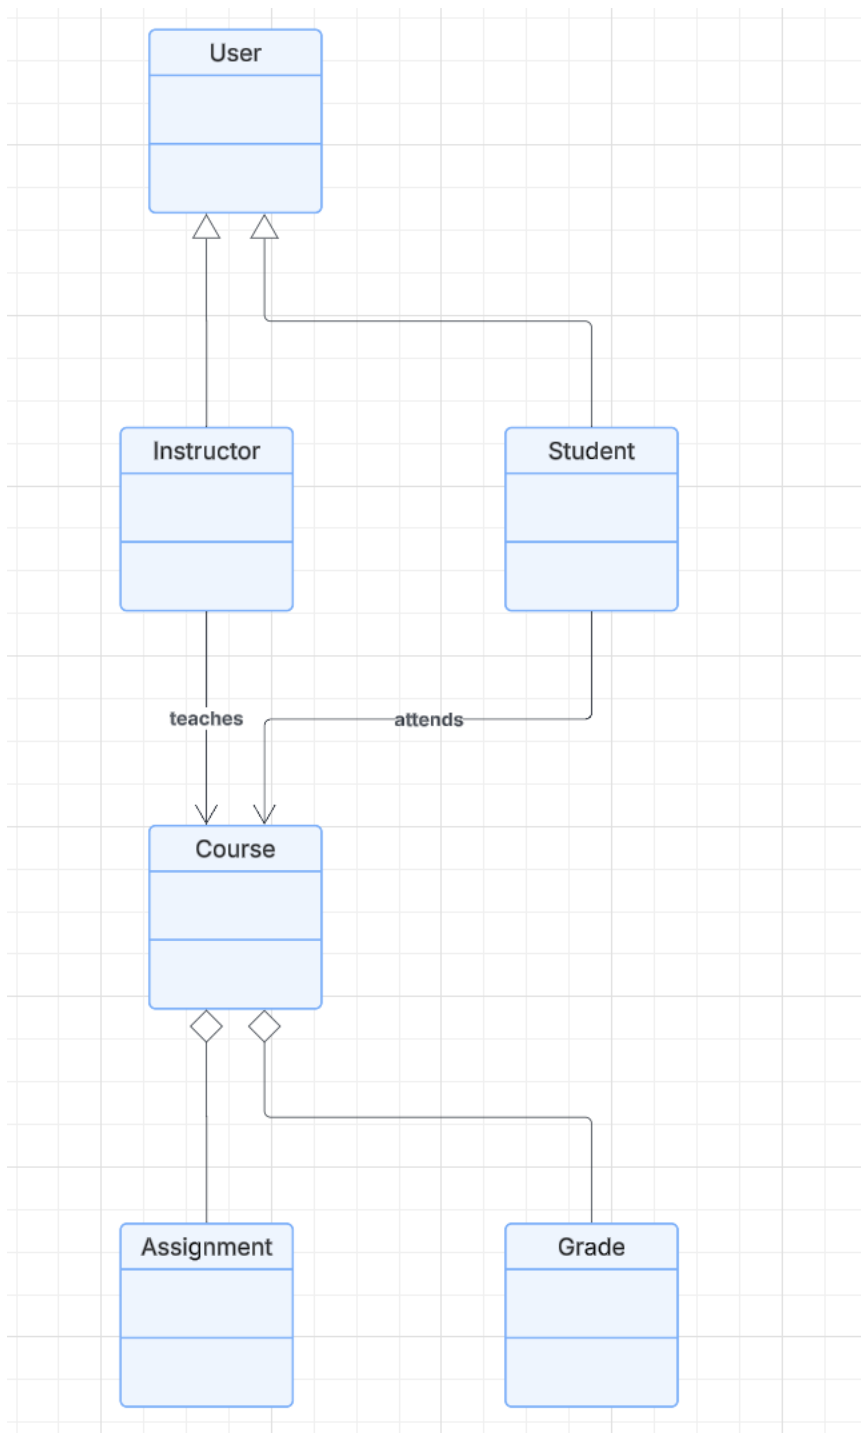 User
Instructor
Student
teaches
attends
Course
Assignment
Grade